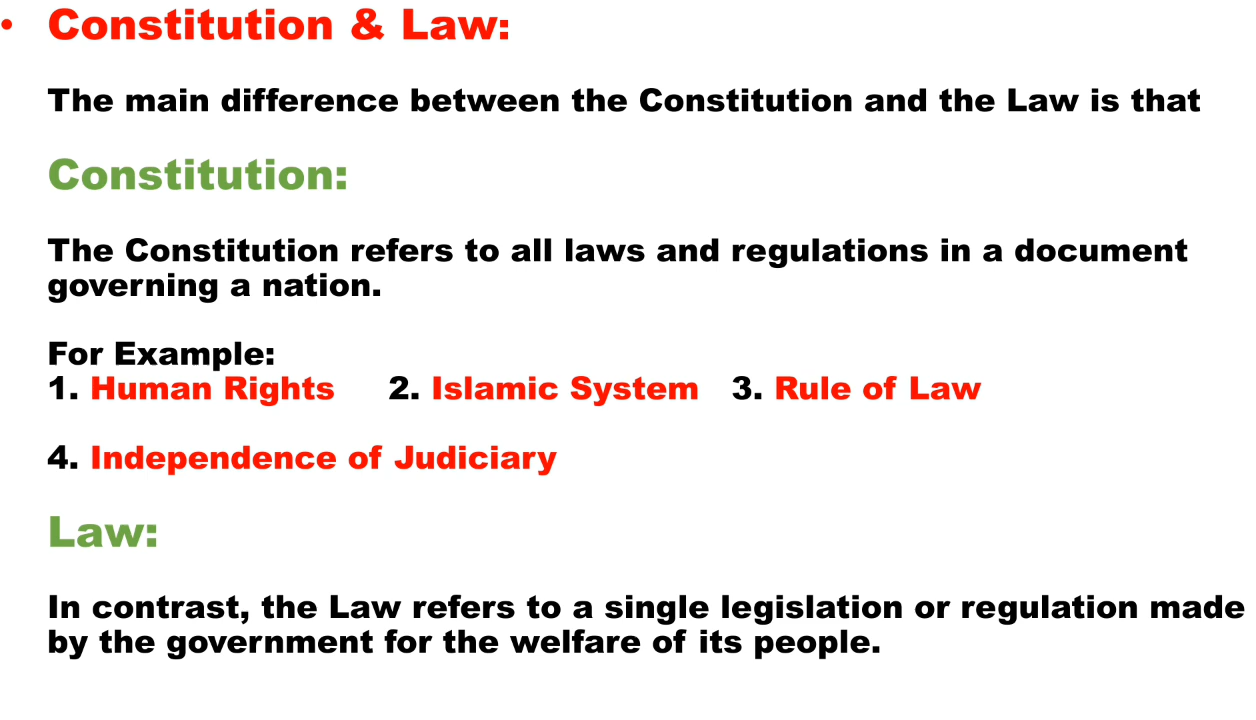 • Constitution & Law:
The main difference between the Constitution and the Law is that
Constitution:
The Constitution refers to all laws and regulations in a document
governing a nation.
For Example:
1. Human Rights 2. Islamic System 3. Rule of Law
4. Independence of Judiciary
Law:
In contrast, the Law refers to a single legislation or regulation made
by the government for the welfare of its people.